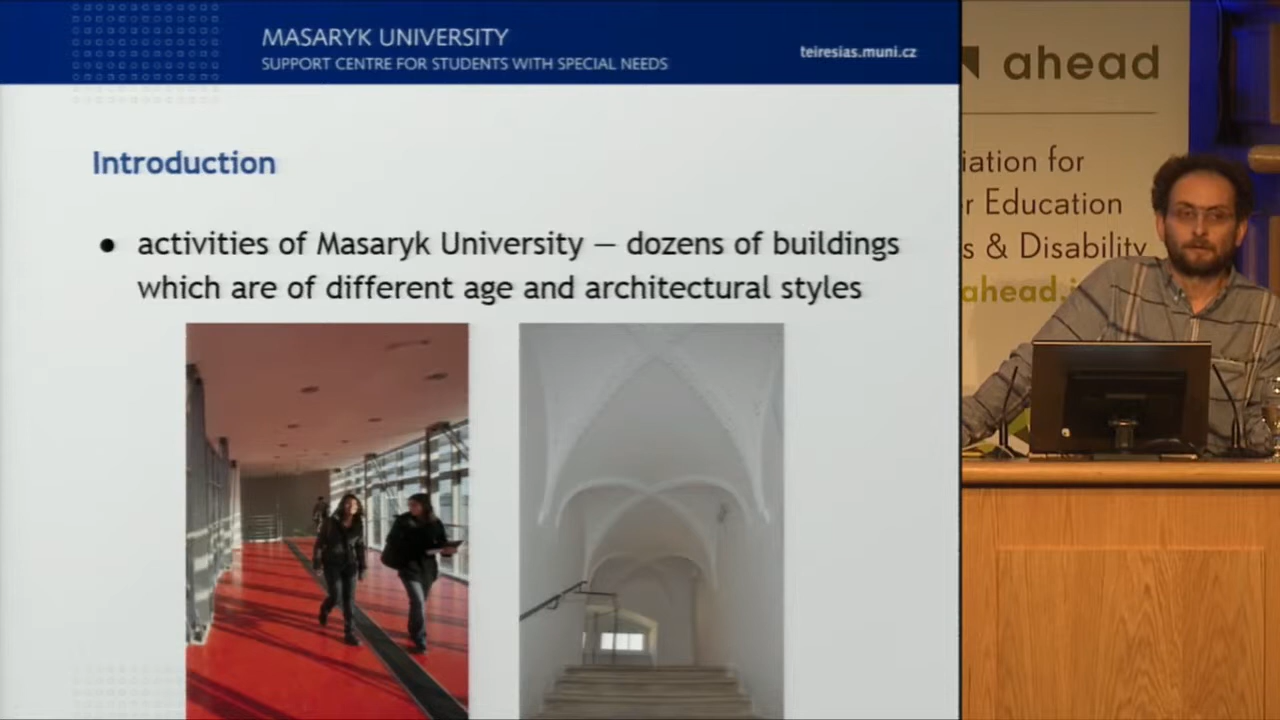 MASARYK UNIVERSITY
SUPPORT CENTRE FOR STUDENTS WITH SPECIAL NEEDS
teiresias.muni.cz
Introduction
● activities of Masaryk University — dozens of buildings
which are of different age and architectural styles
ahead
iation for
r Education
s & Disability
ahead.i